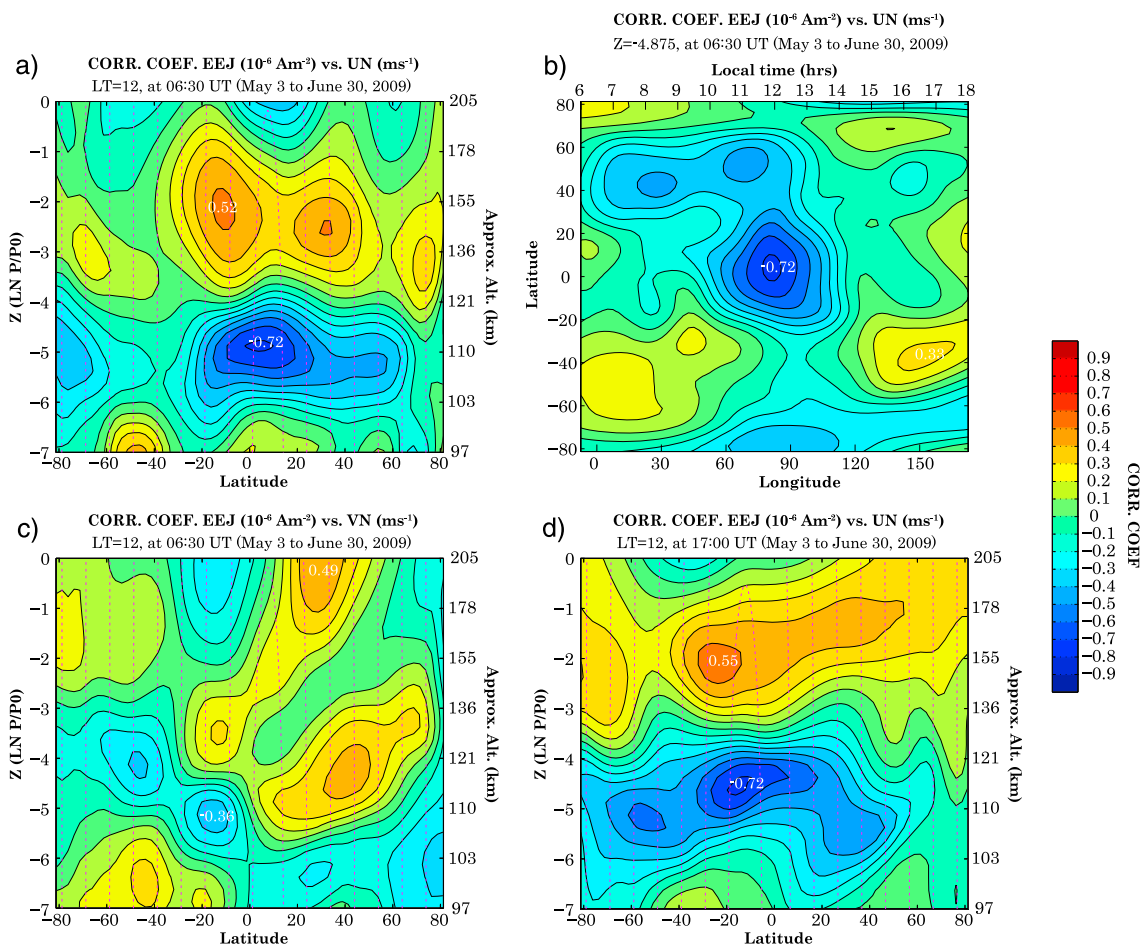 CORR. COEF. EEJ (10⁻⁶ Am⁻²) vs. UN (ms⁻¹)
Z=-4.875, at 06:30 UT (May 3 to June 30, 2009)
a)
CORR. COEF. EEJ (10⁻⁶ Am⁻²) vs. UN (ms⁻¹)
LT=12, at 06:30 UT (May 3 to June 30, 2009)
b)
Local time (hrs)
6 7 8 9 10 11 12 13 14 15 16 17 18
0 −1 −2 −3 −4 −5 −6 −7
Z (LN P/P0)
205 178 155 136 121 110 103 97
Approx. Alt. (km)
0.52
-0.72
−80 −60 −40 −20 0 20 40 60 80
Latitude
80 60 40 20 0 −20 −40 −60 −80
Latitude
-0.72
0.33
0 30 60 90 120 150
Longitude
0.9
0.8
0.7
0.6
0.5
0.4
0.3
0.2
0.1
0
−0.1
−0.2
−0.3
−0.4
−0.5
−0.6
−0.7
−0.8
−0.9
CORR. COEF
c)
CORR. COEF. EEJ (10⁻⁶ Am⁻²) vs. VN (ms⁻¹)
LT=12, at 06:30 UT (May 3 to June 30, 2009)
0 −1 −2 −3 −4 −5 −6 −7
Z (LN P/P0)
205 178 155 136 121 110 103 97
Approx. Alt. (km)
0.49
-0.36
−80 −60 −40 −20 0 20 40 60 80
Latitude
d)
CORR. COEF. EEJ (10⁻⁶ Am⁻²) vs. UN (ms⁻¹)
LT=12, at 17:00 UT (May 3 to June 30, 2009)
0 −1 −2 −3 −4 −5 −6 −7
Z (LN P/P0)
205 178 155 136 121 110 103 97
Approx. Alt. (km)
0.55
-0.72
−80 −60 −40 −20 0 20 40 60 80
Latitude